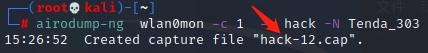 (root💀kali)-[~]
# airodump-ng wlan0mon -c 1 hack -N Tenda_303
15:26:52 Created capture file "hack-12.cap".